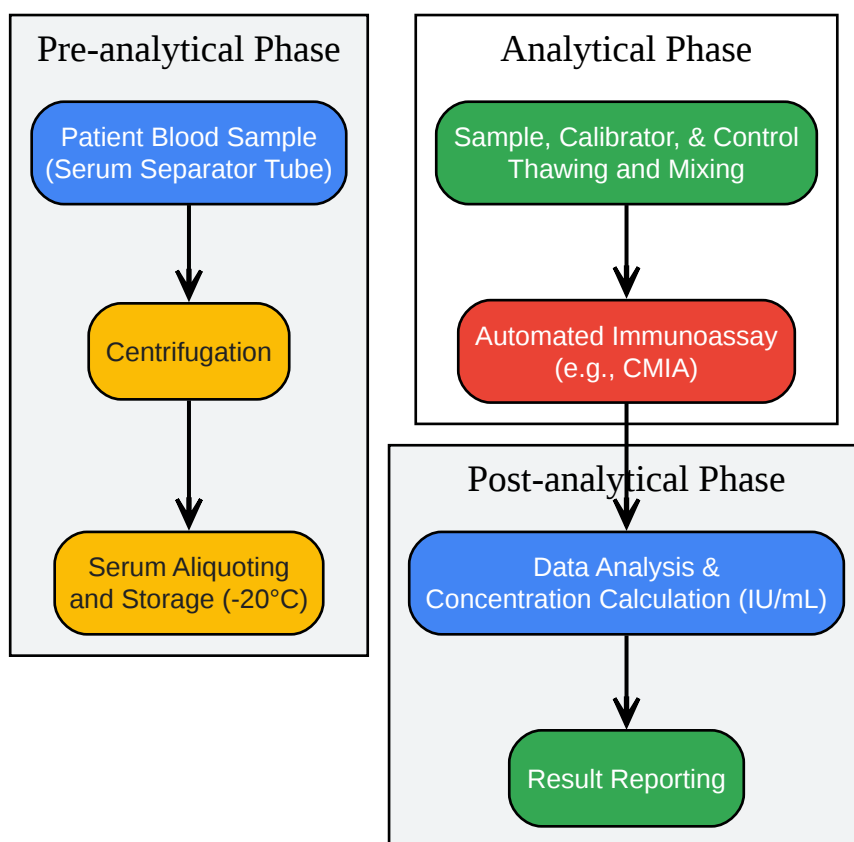 Pre-analytical Phase
Patient Blood Sample
(Serum Separator Tube)
Centrifugation
Serum Aliquoting
and Storage (-20°C)
Analytical Phase
Sample, Calibrator, & Control
Thawing and Mixing
Automated Immunoassay
(e.g., CMIA)
Post-analytical Phase
Data Analysis &
Concentration Calculation (IU/mL)
Result Reporting